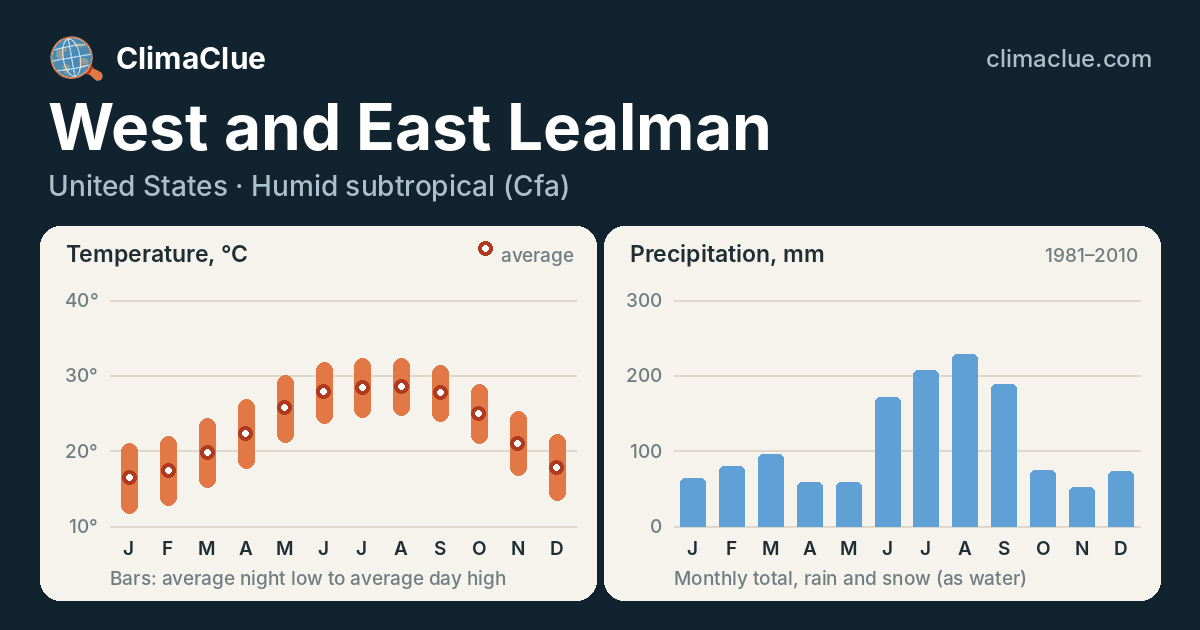 ClimaClue
climaclue.com
West and East Lealman
United States · Humid subtropical (Cfa)
Temperature, °C
average
40°
30°
20°
10°
J F M A M J J A S O N D
Bars: average night low to average day high
Precipitation, mm
1981–2010
300
200
100
0
J F M A M J J A S O N D
Monthly total, rain and snow (as water)